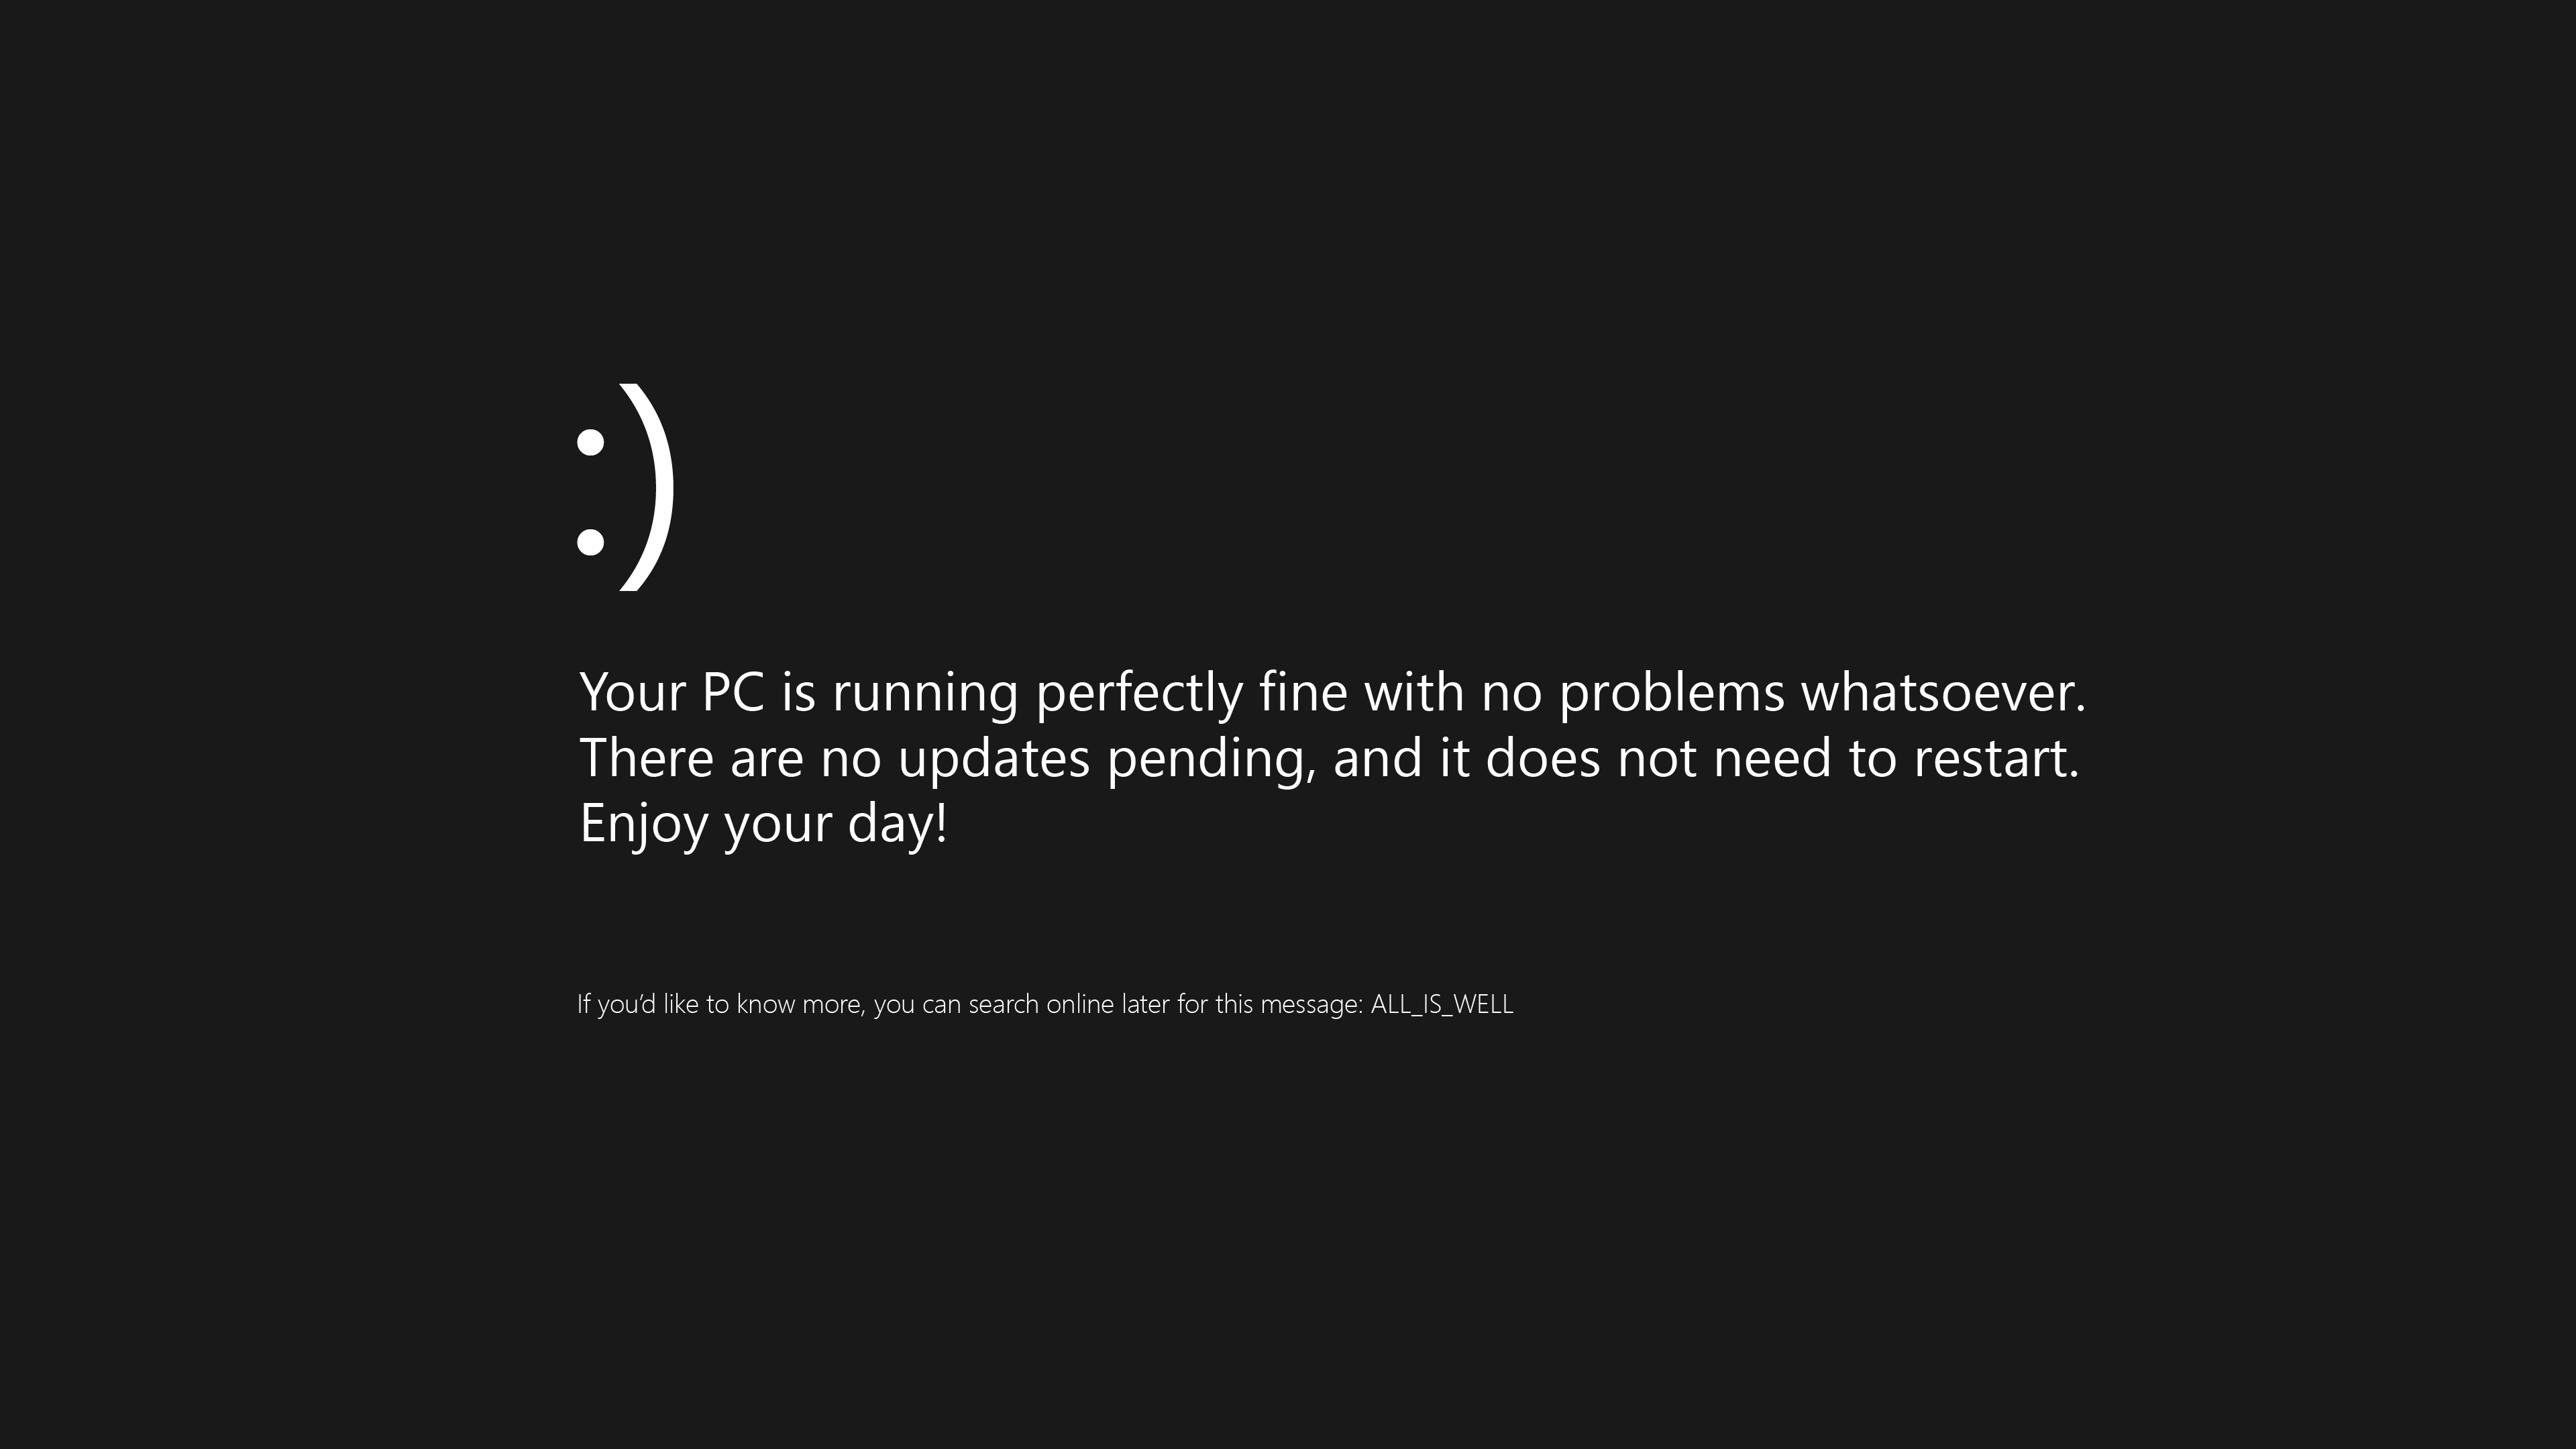 :)
Your PC is running perfectly fine with no problems whatsoever.
There are no updates pending, and it does not need to restart.
Enjoy your day!
If you’d like to know more, you can search online later for this message: ALL_IS_WELL